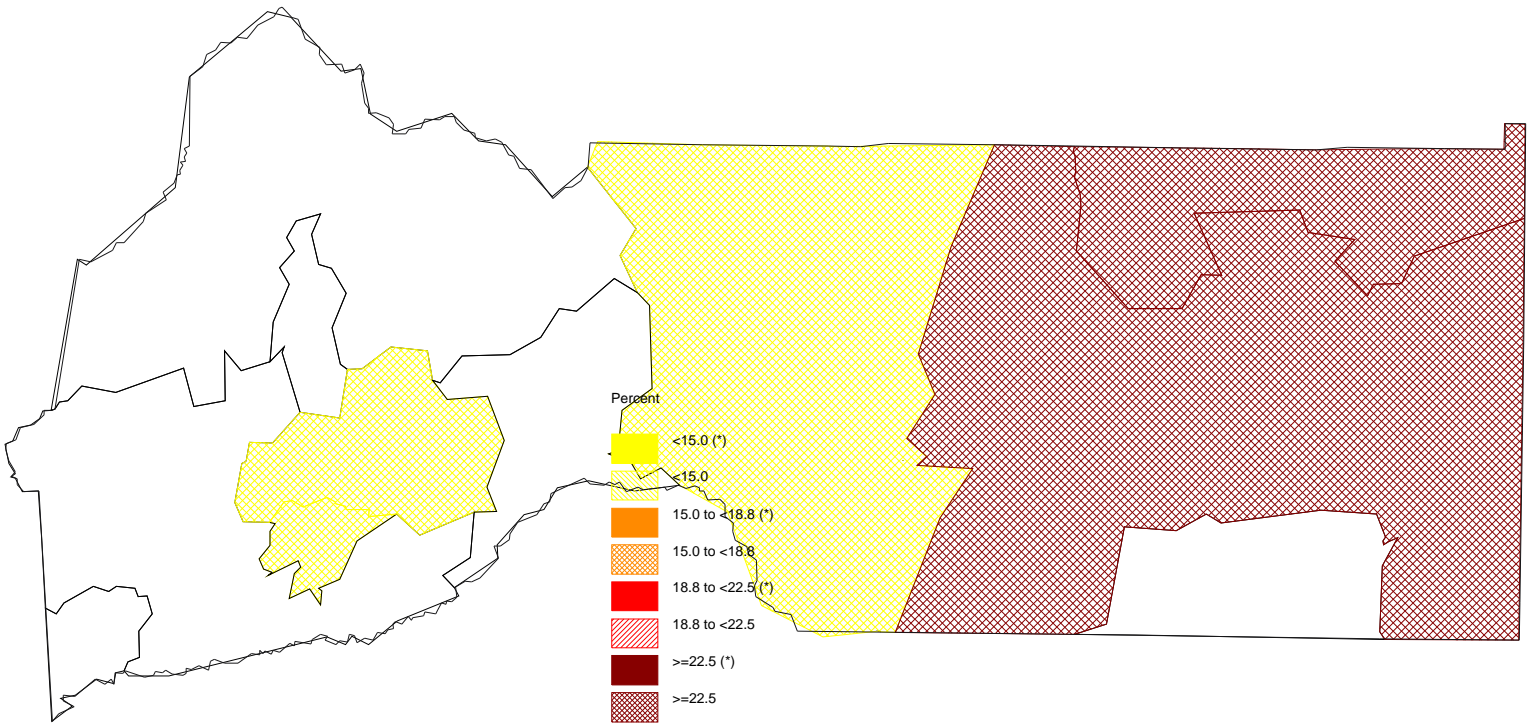 Percent
<15.0 (*)
<15.0
15.0 to <18.8 (*)
15.0 to <18.8
18.8 to <22.5 (*)
18.8 to <22.5
>=22.5 (*)
>=22.5